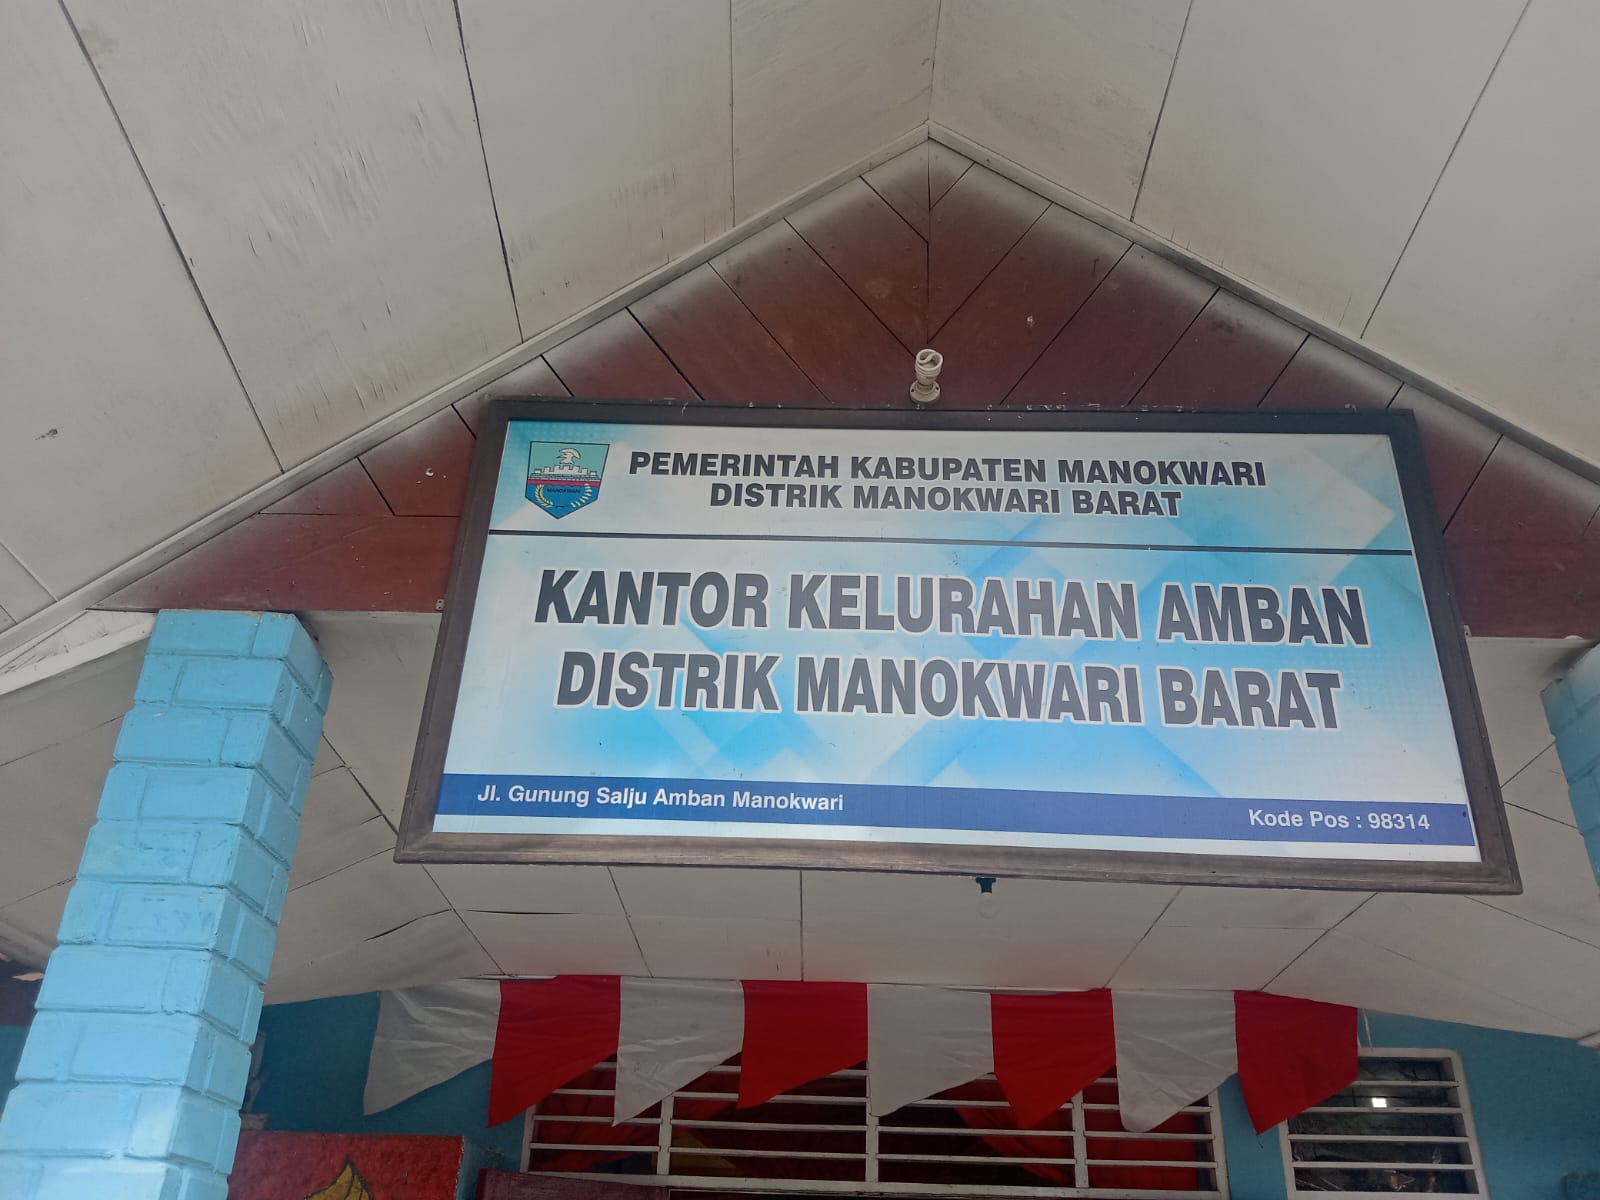 PEMERINTAH KABUPATEN MANOKWARI
DISTRIK MANOKWARI BARAT
MANOKWARI
KANTOR KELURAHAN AMBAN
DISTRIK MANOKWARI BARAT
Jl. Gunung Salju Amban Manokwari
Kode Pos : 98314